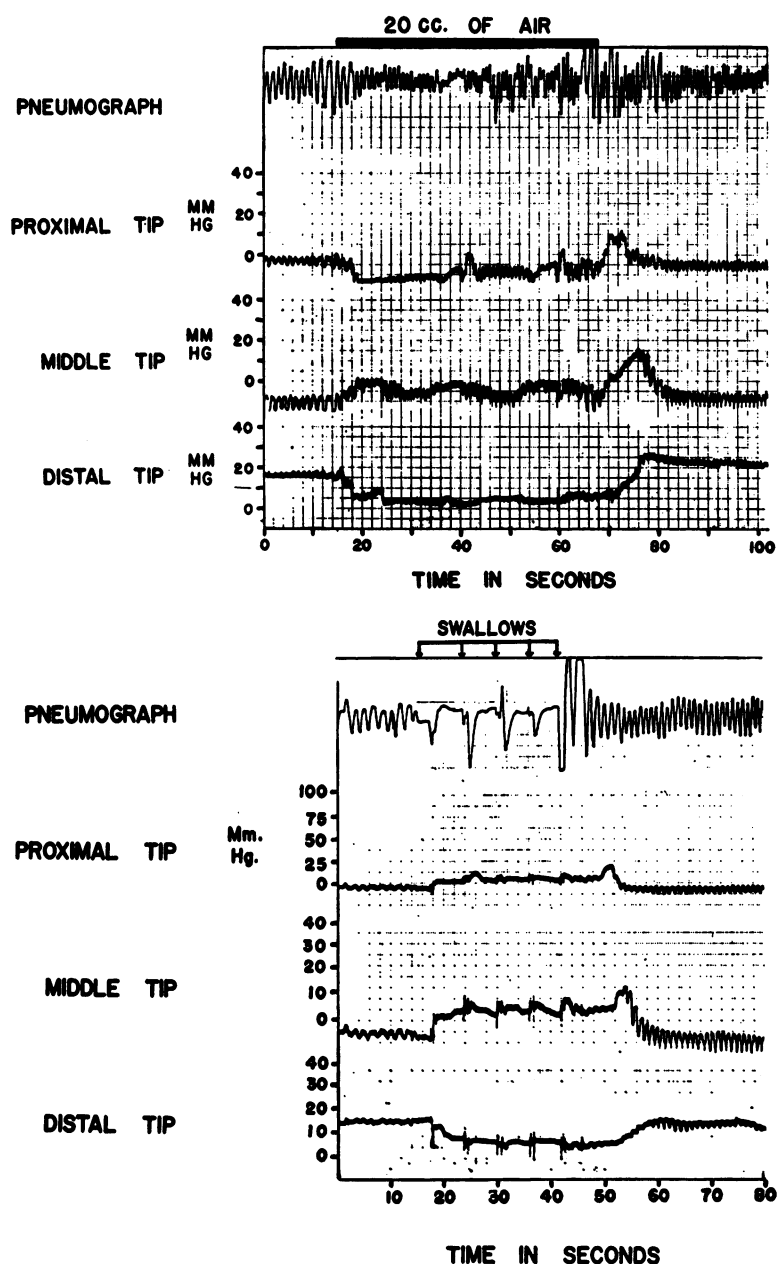 20 CC. OF AIR
PNEUMOGRAPH
40
PROXIMAL TIP MM HG 20
0
40
MIDDLE TIP MM HG 20
0
40
DISTAL TIP MM HG 20
0
0 20 40 60 80 100
TIME IN SECONDS
SWALLOWS
PNEUMOGRAPH
100
75
PROXIMAL TIP Mm. Hg. 50
25
0
40
30
MIDDLE TIP 20
10
0
40
30
DISTAL TIP 20
10
0
10 20 30 40 50 60 70 80
TIME IN SECONDS